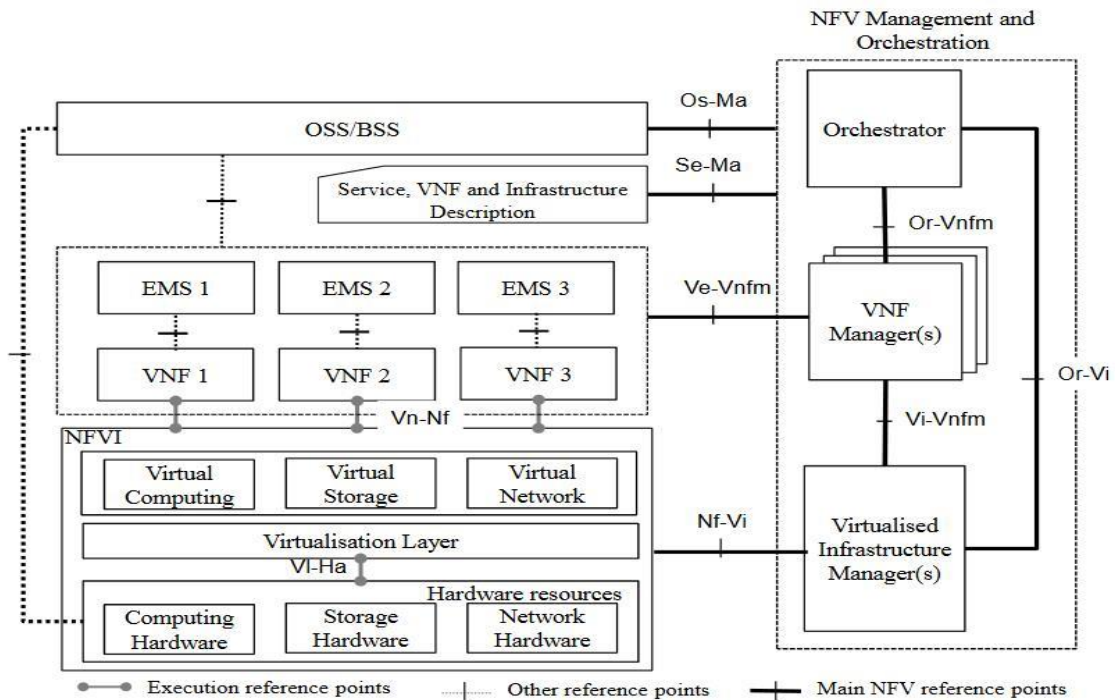 NFV Management and
Orchestration
Os-Ma
OSS/BSS
Orchestrator
Se-Ma
Service, VNF and Infrastructure
Description
Or-Vnfm
EMS 1
EMS 2
EMS 3
Ve-Vnfm
VNF
Manager(s)
VNF 1
VNF 2
VNF 3
Or-Vi
Vn-Nf
Vi-Vnfm
NFVI
Virtual
Computing
Virtual
Storage
Virtual
Network
Nf-Vi
Virtualisation Layer
Virtualised
Infrastructure
Manager(s)
Vl-Ha
Hardware resources
Computing
Hardware
Storage
Hardware
Network
Hardware
Execution reference points
Other reference points
Main NFV reference points